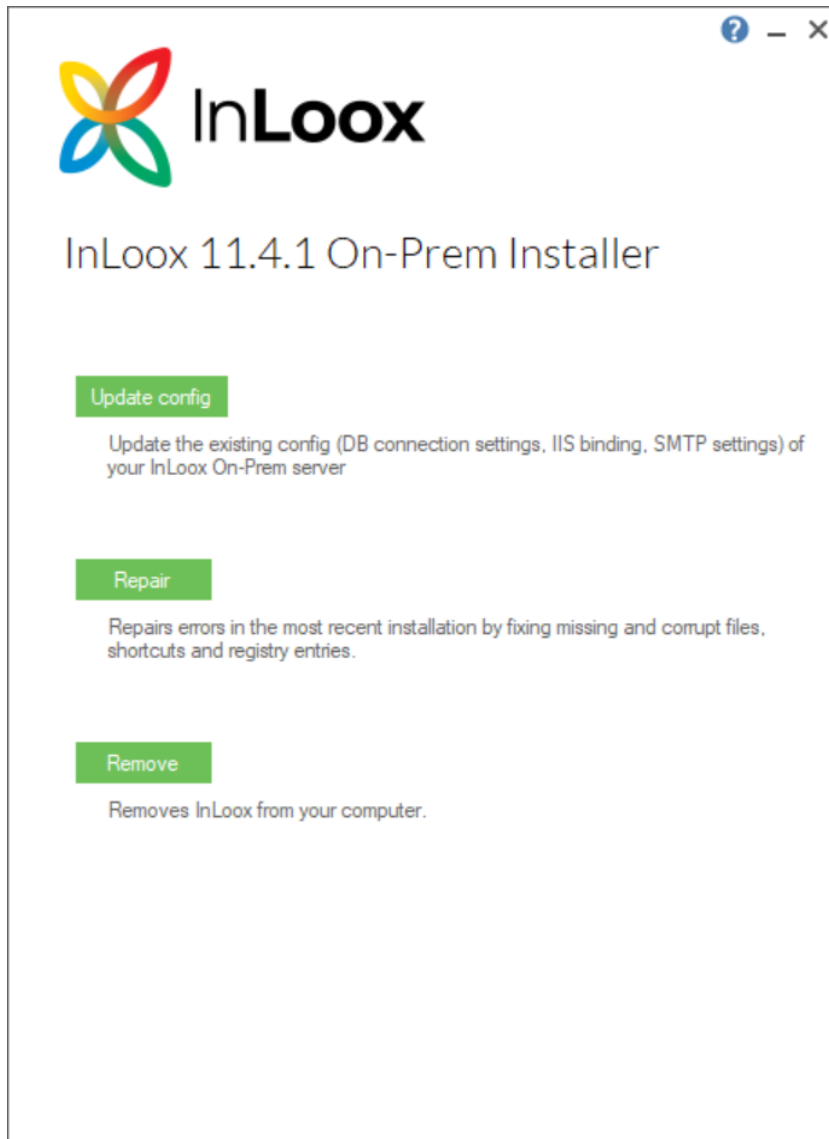 InLoox
InLoox 11.4.1 On-Prem Installer
Update config
Update the existing config (DB connection settings, IIS binding, SMTP settings) of
your InLoox On-Prem server
Repair
Repairs errors in the most recent installation by fixing missing and corrupt files,
shortcuts and registry entries.
Remove
Removes InLoox from your computer.